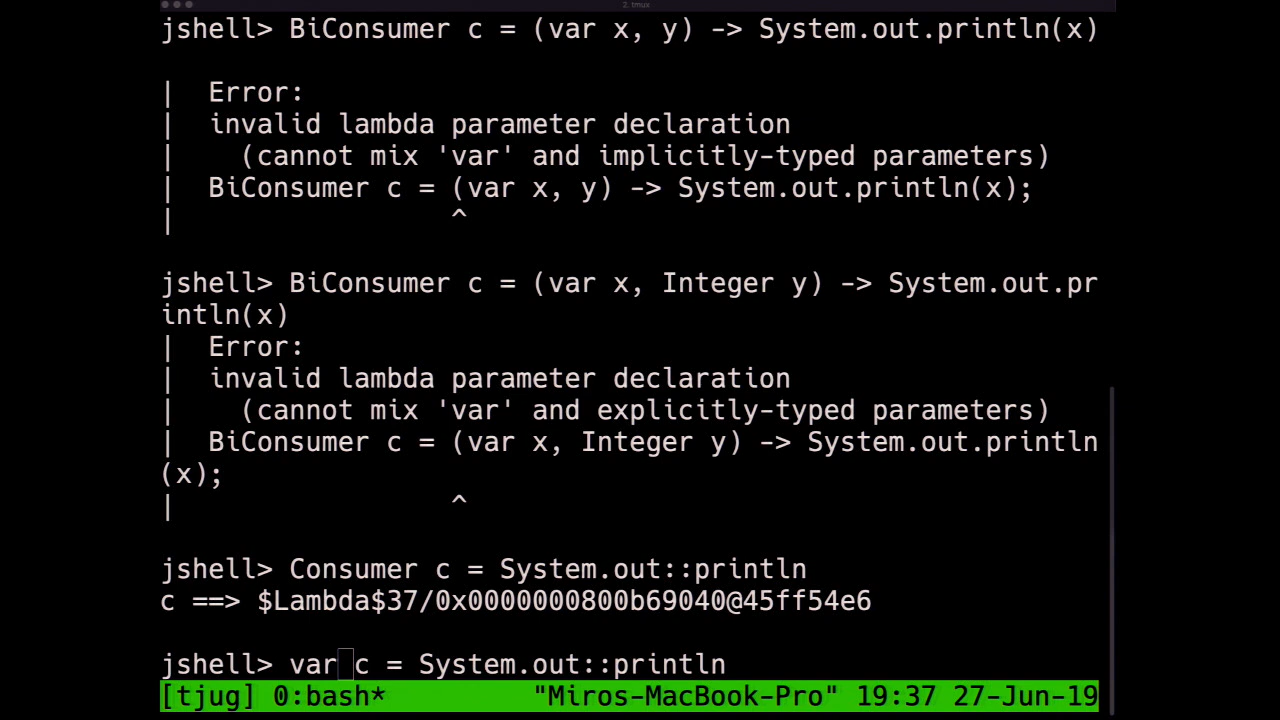 2. tmux
jshell> BiConsumer c = (var x, y) -> System.out.println(x)
|  Error:
|  invalid lambda parameter declaration
|    (cannot mix 'var' and implicitly-typed parameters)
|  BiConsumer c = (var x, y) -> System.out.println(x);
|                 ^
jshell> BiConsumer c = (var x, Integer y) -> System.out.pr
intln(x)
|  Error:
|  invalid lambda parameter declaration
|    (cannot mix 'var' and explicitly-typed parameters)
|  BiConsumer c = (var x, Integer y) -> System.out.println
(x);
|                 ^
jshell> Consumer c = System.out::println
c ==> $Lambda$37/0x0000000800b69040@45ff54e6
jshell> var c = System.out::println
[tjug] 0:bash*         "Miros-MacBook-Pro" 19:37 27-Jun-19